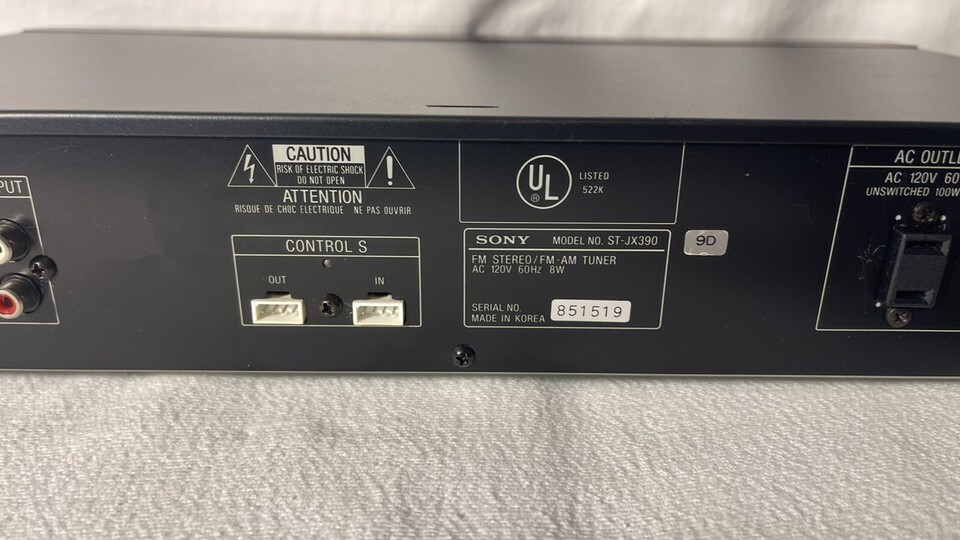 PUT
CAUTION
RISK OF ELECTRIC SHOCK
DO NOT OPEN
ATTENTION
RISQUE DE CHOC ELECTRIQUE NE PAS OUVRIR
CONTROL S
OUT IN
UL
®
LISTED
522K
SONY MODEL NO. ST-JX390
FM STEREO/FM-AM TUNER
AC 120V 60Hz 8W
SERIAL NO. 851519
MADE IN KOREA
9D
AC OUTLE
AC 120V 60
UNSWITCHED 100W